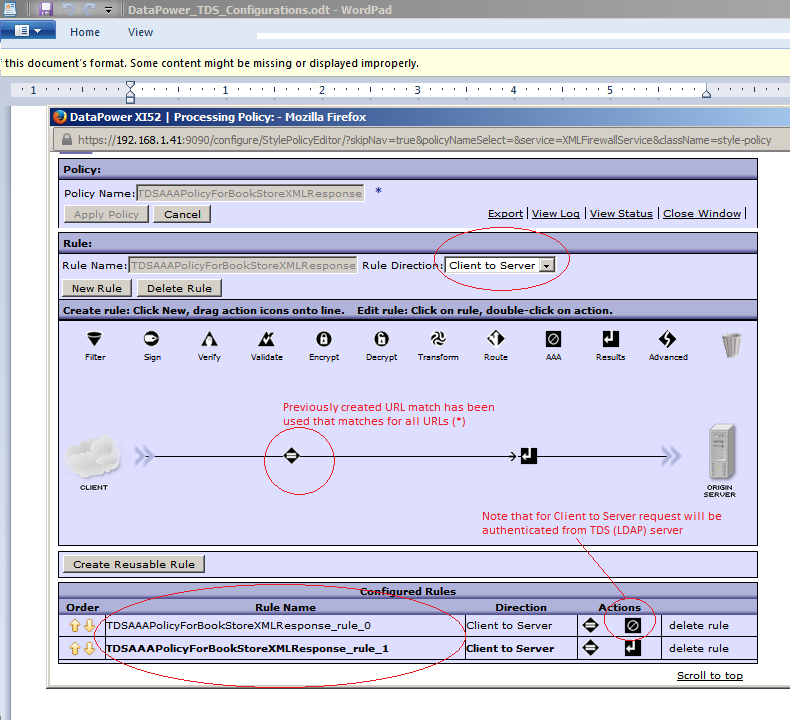 DataPower_TDS_Configurations.odt - WordPad
Home View
this document's format. Some content might be missing or displayed improperly.
1 1 2 3 4 5
DataPower XI52 | Processing Policy: - Mozilla Firefox
https://192.168.1.41:9090/configure/StylePolicyEditor/?skipNav=true&policyNameSelect=&service=XMLFirewallService&className=style-policy
Policy:
Policy Name: TDSAAAPolicyForBookStoreXMLResponse *
Apply Policy Cancel Export | View Log | View Status | Close Window |
Rule:
Rule Name: TDSAAAPolicyForBookStoreXMLResponse Rule Direction: Client to Server
New Rule Delete Rule
Create rule: Click New, drag action icons onto line. Edit rule: Click on rule, double-click on action.
Filter Sign Verify Validate Encrypt Decrypt Transform Route AAA Results Advanced
Previously created URL match has been
used that matches for all URLs (*)
CLIENT
ORIGIN
SERVER
Note that for Client to Server request will be
authenticated from TDS (LDAP) server
Create Reusable Rule
Configured Rules
Order Rule Name Direction Actions
TDSAAAPolicyForBookStoreXMLResponse_rule_0 Client to Server delete rule
TDSAAAPolicyForBookStoreXMLResponse_rule_1 Client to Server delete rule
Scroll to top